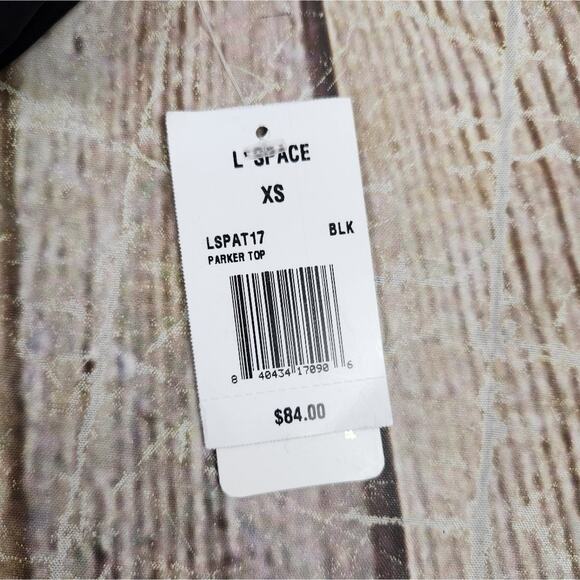 L*SPACE
XS
LSPAT17 BLK
PARKER TOP
8 40434 17090 6
$84.00